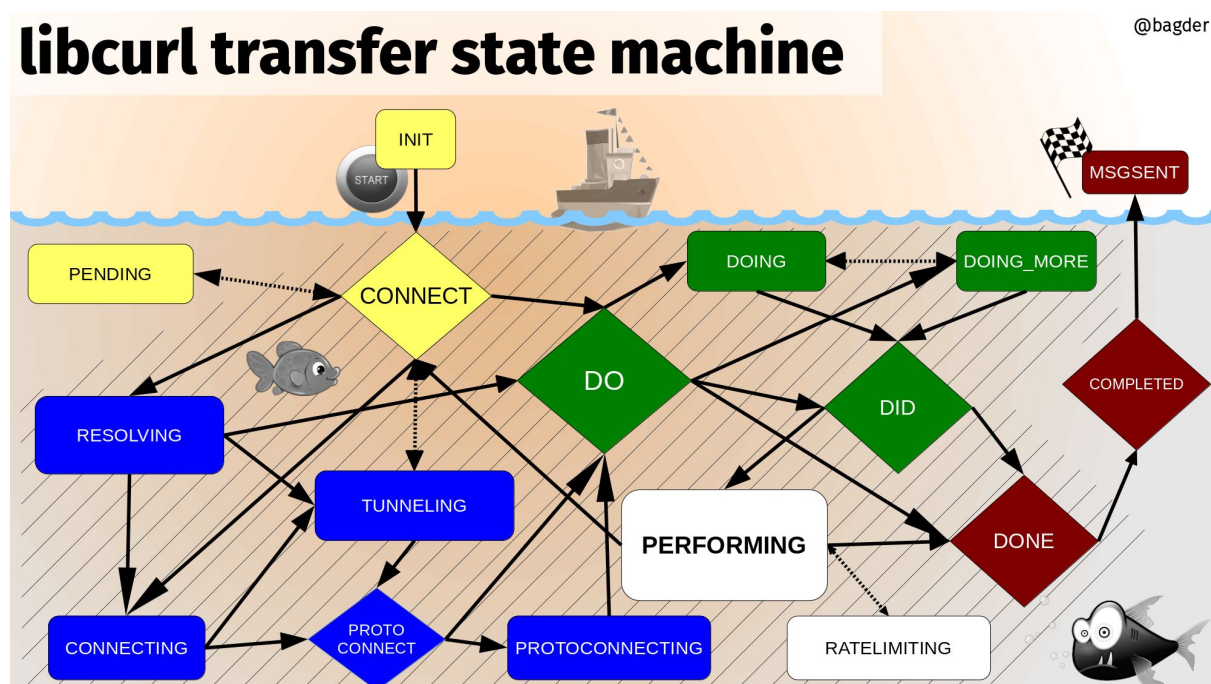 @bagder
libcurl transfer state machine
INIT
START
MSGSENT
PENDING
CONNECT
DOING
DOING_MORE
DO
COMPLETED
DID
RESOLVING
TUNNELING
PERFORMING
DONE
CONNECTING
PROTO
CONNECT
PROTOCONNECTING
RATELIMITING